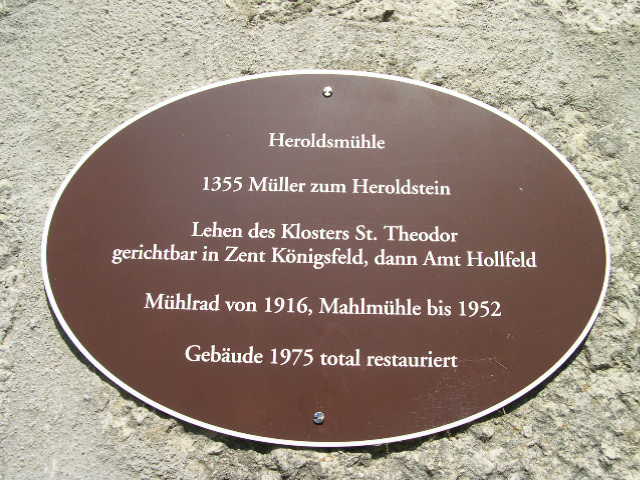 Heroldsmühle
1355 Müller zum Heroldstein
Lehen des Klosters St. Theodor
gerichtbar in Zent Königsfeld, dann Amt Hollfeld
Mühlrad von 1916, Mahlmühle bis 1952
Gebäude 1975 total restauriert